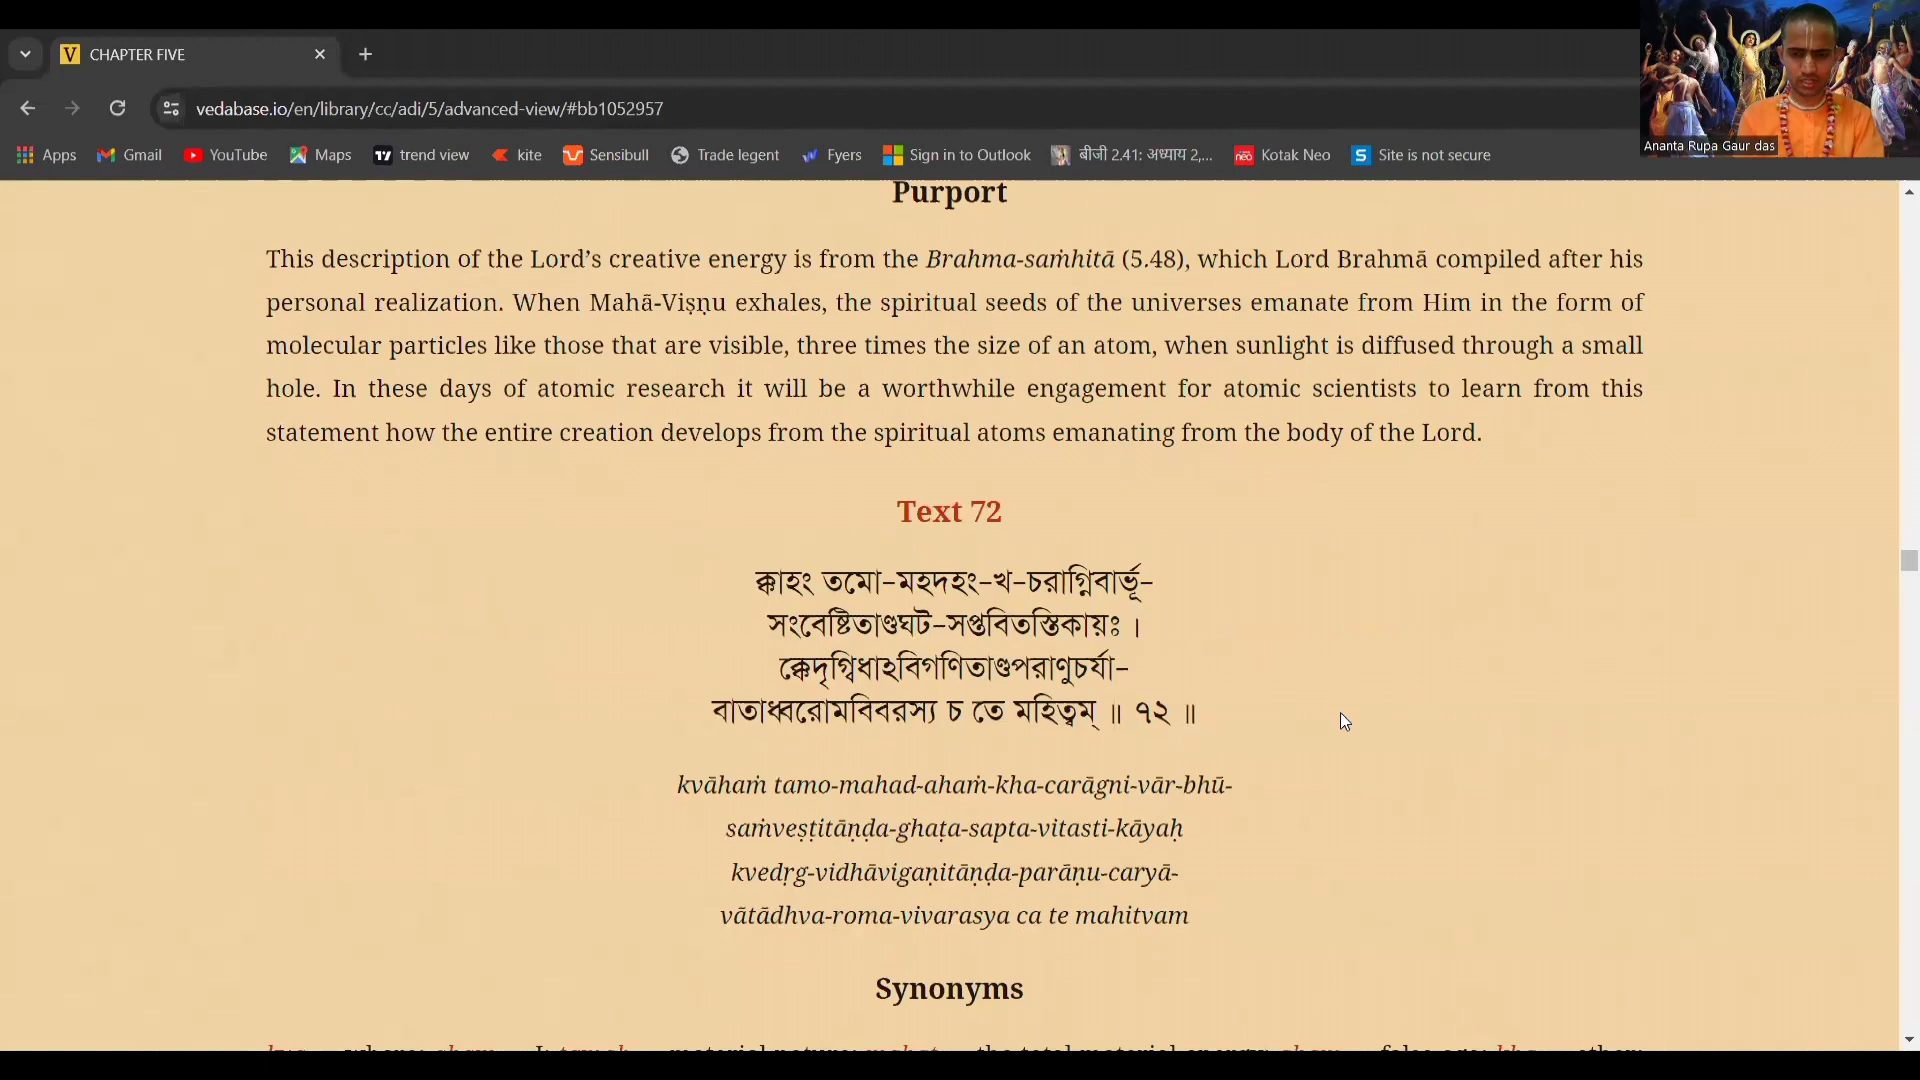 CHAPTER FIVE
vedabase.io/en/library/cc/adi/5/advanced-view/#bb1052957
Apps Gmail YouTube Maps trend view kite Sensibull Trade legent Fyers Sign in to Outlook बीजी 2.41: अध्याय 2,... Kotak Neo Site is not secure
Ananta Rupa Gaur das
Purport
This description of the Lord’s creative energy is from the Brahma-saṁhitā (5.48), which Lord Brahmā compiled after his
personal realization. When Mahā-Viṣṇu exhales, the spiritual seeds of the universes emanate from Him in the form of
molecular particles like those that are visible, three times the size of an atom, when sunlight is diffused through a small
hole. In these days of atomic research it will be a worthwhile engagement for atomic scientists to learn from this
statement how the entire creation develops from the spiritual atoms emanating from the body of the Lord.
Text 72
ক্কাহং তমো-মহদহং-খ-চরাগ্নিবার্ভূ-
সংবেষ্টিতাণ্ডঘট-সপ্তবিতস্তিকায়ঃ ।
ক্কেদৃগ্বিধাঽবিগণিতাণ্ডপরাণুচর্যা-
বাতাধ্বরোমবিবরস্য চ তে মহিত্বম্ ॥ ৭২ ॥
kvāhaṁ tamo-mahad-ahaṁ-kha-carāgni-vār-bhū-
saṁveṣṭitāṇḍa-ghaṭa-sapta-vitasti-kāyaḥ
kvedṛg-vidhāvigaṇitāṇḍa-parāṇu-caryā-
vātādhva-roma-vivarasya ca te mahitvam
Synonyms